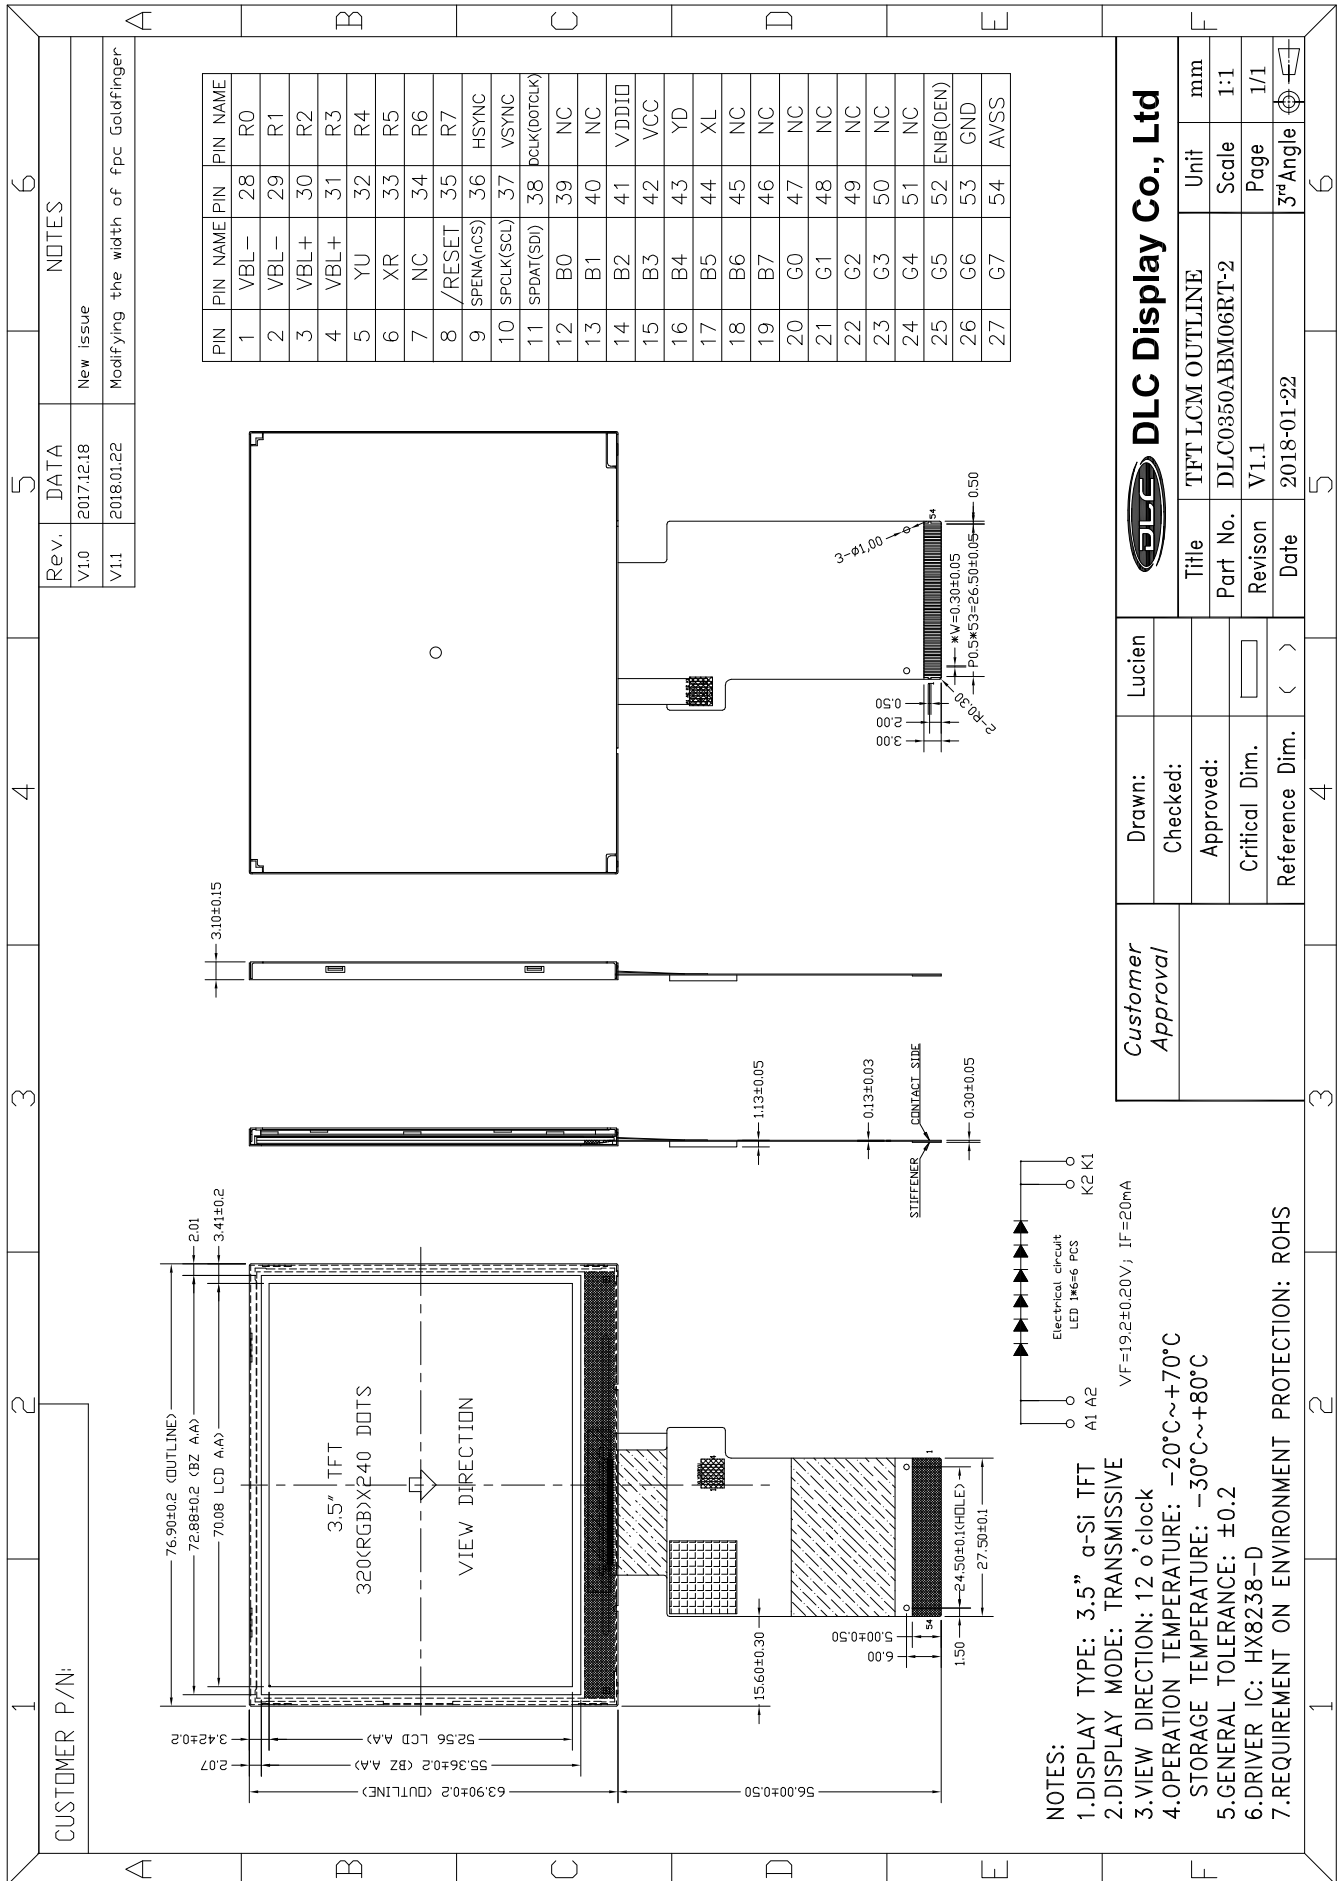 CUSTOMER P/N:
Rev. DATA NOTES
V1.0 2017.12.18 New issue
V1.1 2018.01.22 Modifying the width of fpc Goldfinger
1 2 3 4 5 6
A
B
C
D
E
F
76.90±0.2 (OUTLINE)
72.88±0.2 (BZ A.A)
2.01
70.08 LCD A.A)
3.41±0.2
3.42±0.2
2.07
52.56 LCD A.A)
55.36±0.2 (BZ A.A)
63.90±0.2 (OUTLINE)
56.00±0.50
3.5" TFT
320(RGB)X240 DOTS
VIEW DIRECTION
15.60±0.30
5.00±0.50
6.00
1.50
54
1
24.50±0.1(HOLE)
27.50±0.1
1.13±0.05
0.13±0.03
STIFFENER
CONTACT SIDE
0.30±0.05
3.10±0.15
3-ø1,00
0.50
2.00
3.00
2-R0.30
1
54
*W=0.30±0.05
P0.5*53=26.50±0.05
0.50
PIN PIN NAME PIN PIN NAME
1 VBL- 28 R0
2 VBL- 29 R1
3 VBL+ 30 R2
4 VBL+ 31 R3
5 YU 32 R4
6 XR 33 R5
7 NC 34 R6
8 /RESET 35 R7
9 SPENA(nCS) 36 HSYNC
10 SPCLK(SCL) 37 VSYNC
11 SPDAT(SDI) 38 DCLK(DOTCLK)
12 B0 39 NC
13 B1 40 NC
14 B2 41 VDDIO
15 B3 42 VCC
16 B4 43 YD
17 B5 44 XL
18 B6 45 NC
19 B7 46 NC
20 G0 47 NC
21 G1 48 NC
22 G2 49 NC
23 G3 50 NC
24 G4 51 NC
25 G5 52 ENB(DEN)
26 G6 53 GND
27 G7 54 AVSS
A1 A2
K2 K1
Electrical circuit
LED 1*6=6 PCS
VF=19.2±0.20V; IF=20mA
NOTES:
1.DISPLAY TYPE: 3.5" a-Si TFT
2.DISPLAY MODE: TRANSMISSIVE
3.VIEW DIRECTION: 12 o'clock
4.OPERATION TEMPERATURE: -20°C~+70°C
STORAGE TEMPERATURE: -30°C~+80°C
5.GENERAL TOLERANCE: ±0.2
6.DRIVER IC: HX8238-D
7.REQUIREMENT ON ENVIRONMENT PROTECTION: ROHS
Customer
Approval
Drawn: Lucien
Checked:
Approved:
Critical Dim.
Reference Dim. ( )
DLC DLC Display Co., Ltd
Title TFT LCM OUTLINE Unit mm
Part No. DLC0350ABM06RT-2 Scale 1:1
Revison V1.1 Page 1/1
Date 2018-01-22 3rd Angle
1 2 3 4 5 6
A
B
C
D
E
F